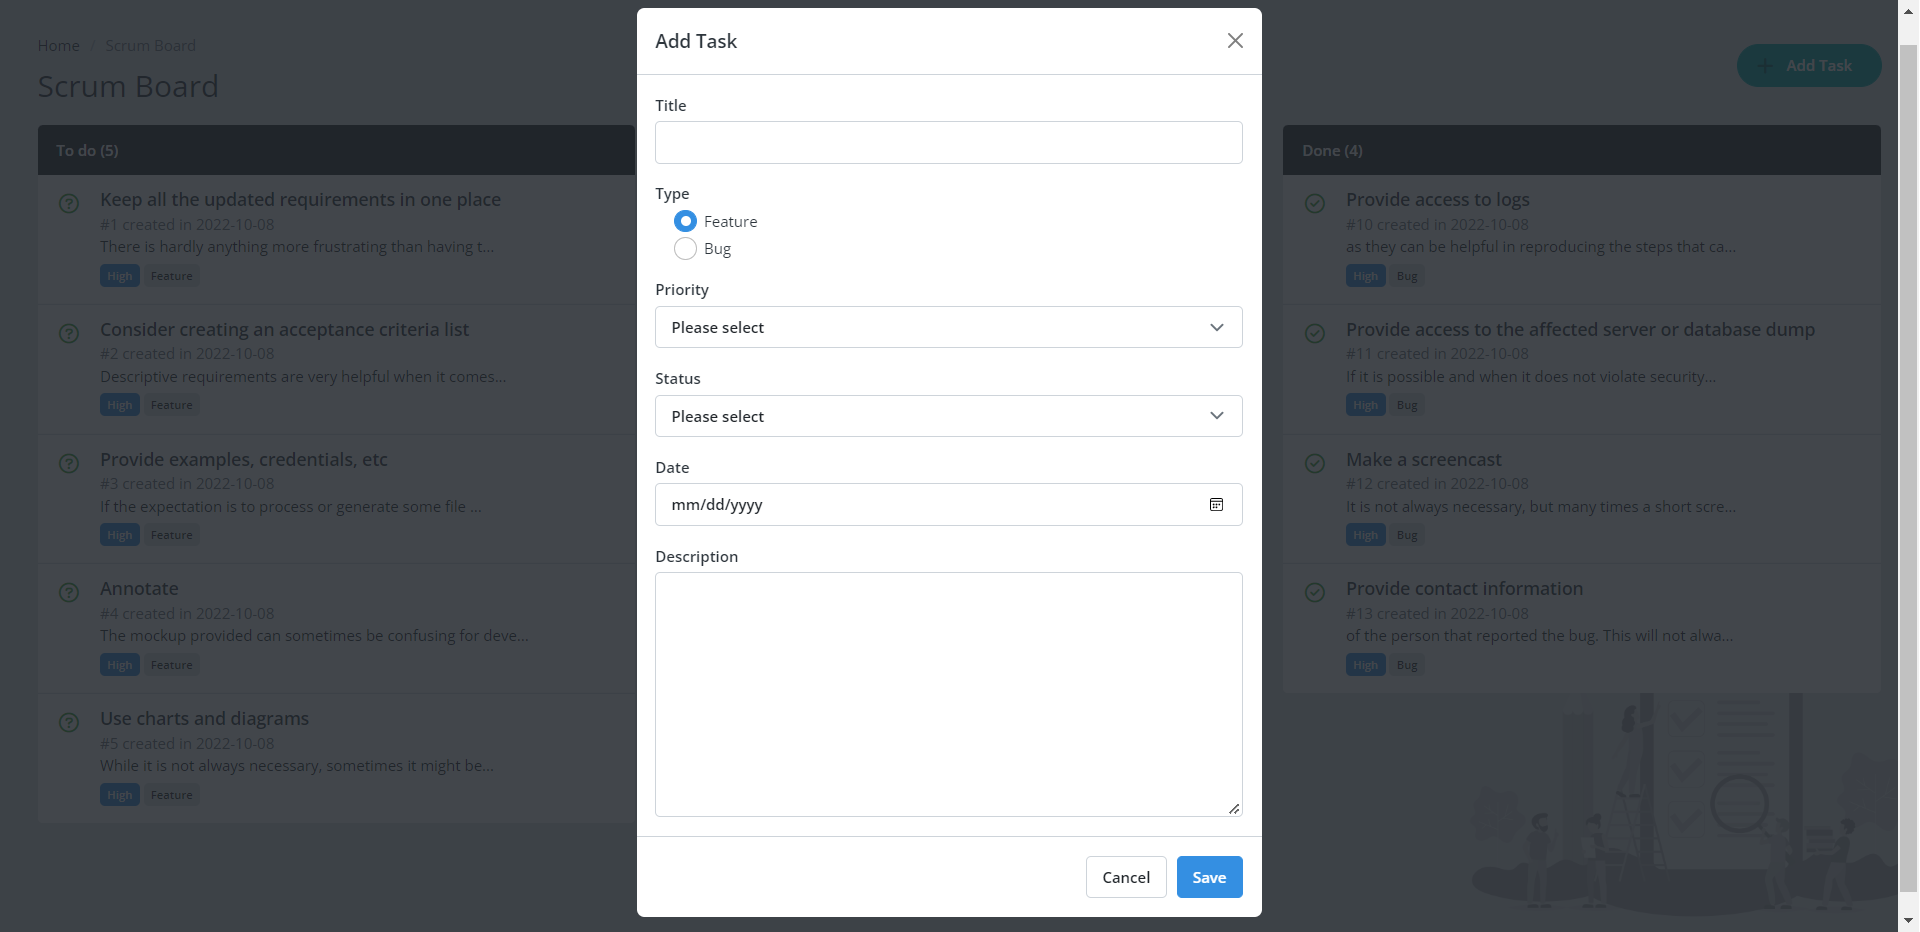 Home / Scrum Board
Scrum Board
Add Task
To do (5)
Keep all the updated requirements in one place
#1 created in 2022-10-08
There is hardly anything more frustrating than having t...
High Feature
Consider creating an acceptance criteria list
#2 created in 2022-10-08
Descriptive requirements are very helpful when it comes...
High Feature
Provide examples, credentials, etc
#3 created in 2022-10-08
If the expectation is to process or generate some file ...
High Feature
Annotate
#4 created in 2022-10-08
The mockup provided can sometimes be confusing for deve...
High Feature
Use charts and diagrams
#5 created in 2022-10-08
While it is not always necessary, sometimes it might be...
High Feature
Add Task
Title
Type
Feature
Bug
Priority
Please select
Status
Please select
Date
mm/dd/yyyy
Description
Cancel
Save
Done (4)
Provide access to logs
#10 created in 2022-10-08
as they can be helpful in reproducing the steps that ca...
High Bug
Provide access to the affected server or database dump
#11 created in 2022-10-08
If it is possible and when it does not violate security...
High Bug
Make a screencast
#12 created in 2022-10-08
It is not always necessary, but many times a short scre...
High Bug
Provide contact information
#13 created in 2022-10-08
of the person that reported the bug. This will not alwa...
High Bug